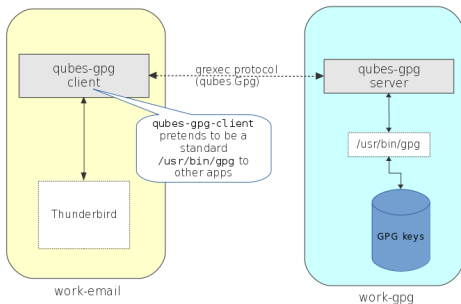 qubes-gpg
client
qrexec protocol
(qubes Gpg)
qubes-gpg
server
qubes-gpg-client
pretends to be a
standard
/usr/bin/gpg to
other apps
/usr/bin/gpg
Thunderbird
GPG keys
work-email
work-gpg